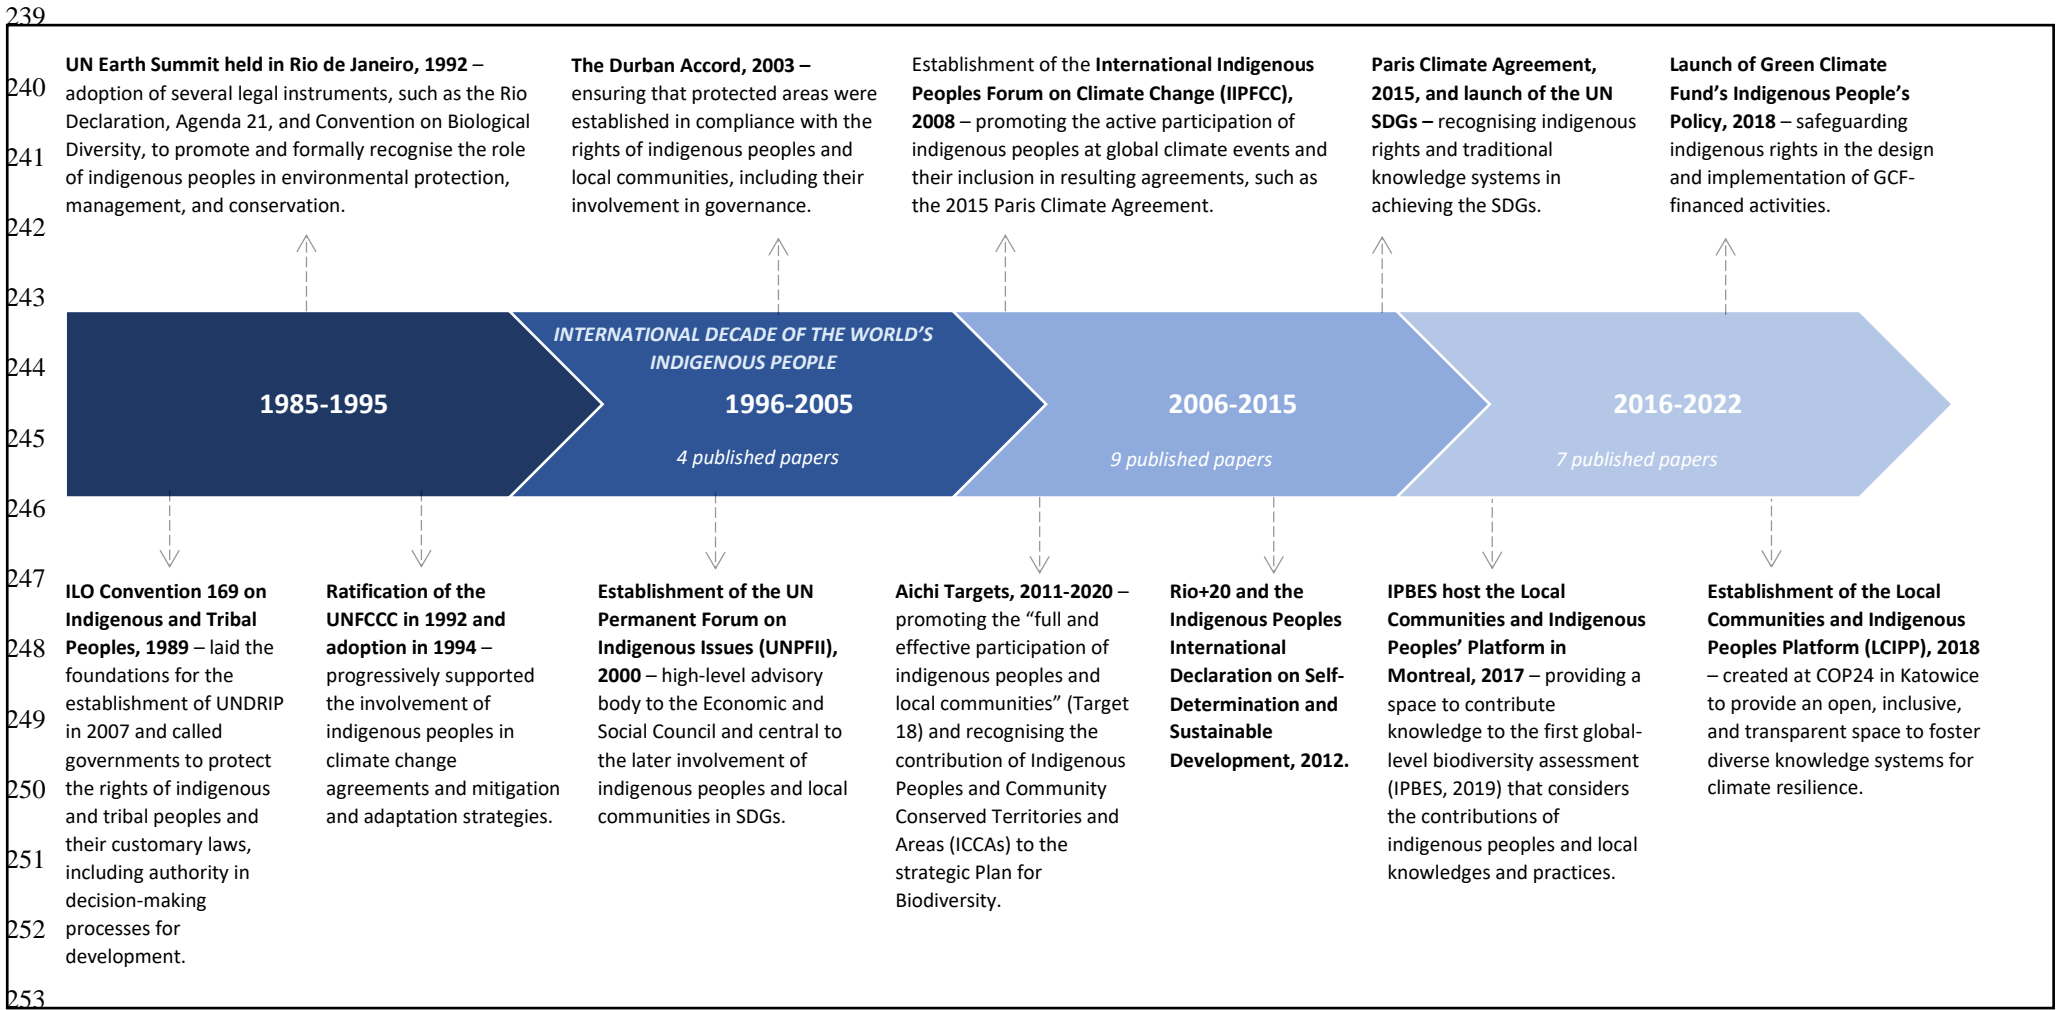 239
UN Earth Summit held in Rio de Janeiro, 1992 –
adoption of several legal instruments, such as the Rio
Declaration, Agenda 21, and Convention on Biological
Diversity, to promote and formally recognise the role
of indigenous peoples in environmental protection,
management, and conservation.
The Durban Accord, 2003 –
ensuring that protected areas were
established in compliance with the
rights of indigenous peoples and
local communities, including their
involvement in governance.
Establishment of the International Indigenous
Peoples Forum on Climate Change (IIPFCC),
2008 – promoting the active participation of
indigenous peoples at global climate events and
their inclusion in resulting agreements, such as
the 2015 Paris Climate Agreement.
Paris Climate Agreement,
2015, and launch of the UN
SDGs – recognising indigenous
rights and traditional
knowledge systems in
achieving the SDGs.
Launch of Green Climate
Fund's Indigenous People's
Policy, 2018 – safeguarding
indigenous rights in the design
and implementation of GCF-
financed activities.
240
241
242
243
244
245
246
247
248
249
250
251
252
253
1985-1995
INTERNATIONAL DECADE OF THE WORLD'S
INDIGENOUS PEOPLE
1996-2005
4 published papers
2006-2015
9 published papers
2016-2022
7 published papers
ILO Convention 169 on
Indigenous and Tribal
Peoples, 1989 – laid the
foundations for the
establishment of UNDRIP
in 2007 and called
governments to protect
the rights of indigenous
and tribal peoples and
their customary laws,
including authority in
decision-making
processes for
development.
Ratification of the
UNFCCC in 1992 and
adoption in 1994 –
progressively supported
the involvement of
indigenous peoples in
climate change
agreements and mitigation
and adaptation strategies.
Establishment of the UN
Permanent Forum on
Indigenous Issues (UNPFII),
2000 – high-level advisory
body to the Economic and
Social Council and central to
the later involvement of
indigenous peoples and local
communities in SDGs.
Aichi Targets, 2011-2020 –
promoting the “full and
effective participation of
indigenous peoples and
local communities” (Target
18) and recognising the
contribution of Indigenous
Peoples and Community
Conserved Territories and
Areas (ICCAs) to the
strategic Plan for
Biodiversity.
Rio+20 and the
Indigenous Peoples
International
Declaration on Self-
Determination and
Sustainable
Development, 2012.
IPBES host the Local
Communities and Indigenous
Peoples' Platform in
Montreal, 2017 – providing a
space to contribute
knowledge to the first global-
level biodiversity assessment
(IPBES, 2019) that considers
the contributions of
indigenous peoples and local
knowledges and practices.
Establishment of the Local
Communities and Indigenous
Peoples Platform (LCIPP), 2018
– created at COP24 in Katowice
to provide an open, inclusive,
and transparent space to foster
diverse knowledge systems for
climate resilience.